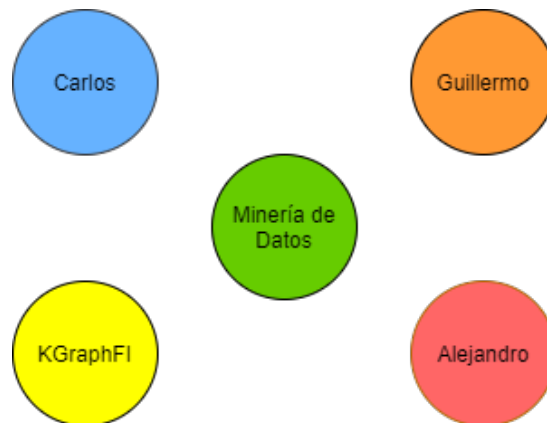 Carlos
Guillermo
Minería de
Datos
KGraphFI
Alejandro